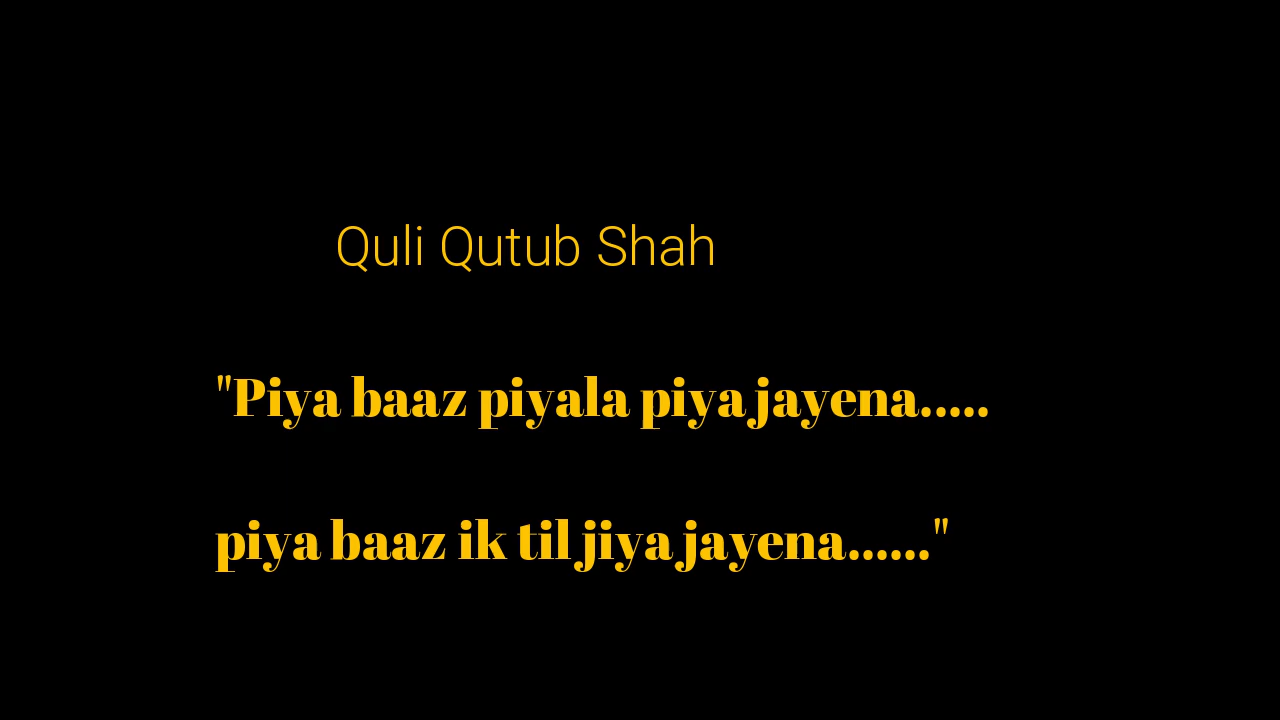 Quli Qutub Shah
"Piya baaz piyala piya jayena.....
piya baaz ik til jiya jayena......"